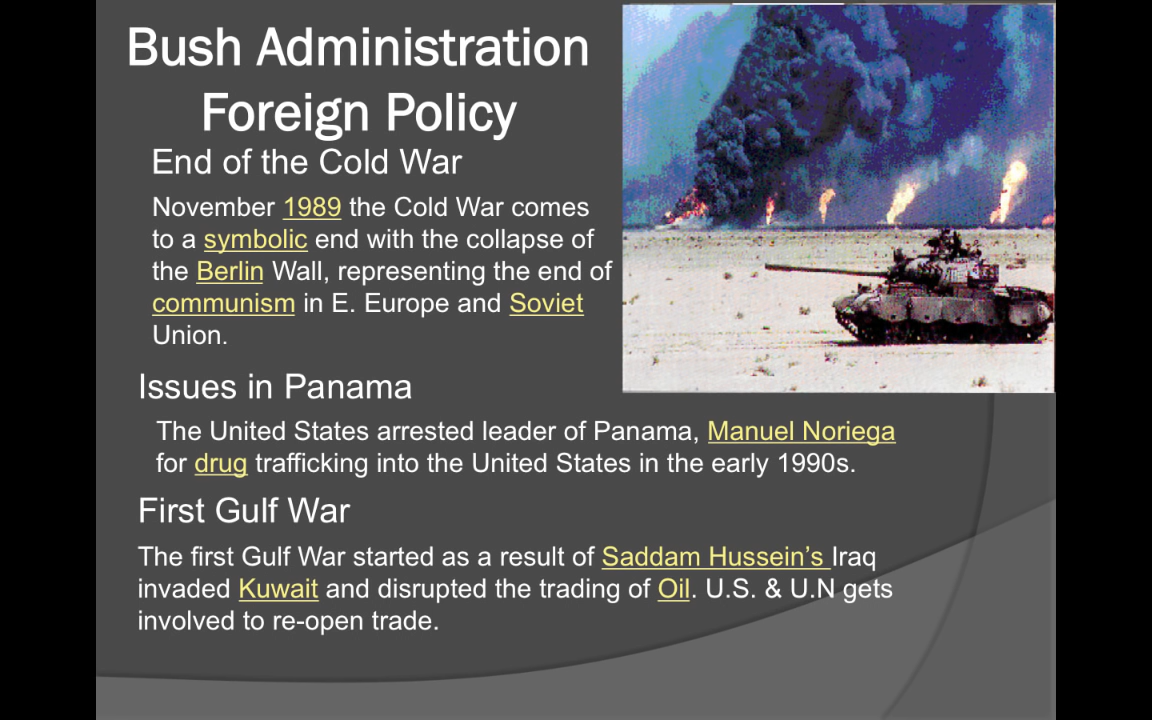 Bush Administration
Foreign Policy
End of the Cold War
November 1989 the Cold War comes
to a symbolic end with the collapse of
the Berlin Wall, representing the end of
communism in E. Europe and Soviet
Union.
Issues in Panama
The United States arrested leader of Panama, Manuel Noriega
for drug trafficking into the United States in the early 1990s.
First Gulf War
The first Gulf War started as a result of Saddam Hussein’s Iraq
invaded Kuwait and disrupted the trading of Oil. U.S. & U.N gets
involved to re-open trade.